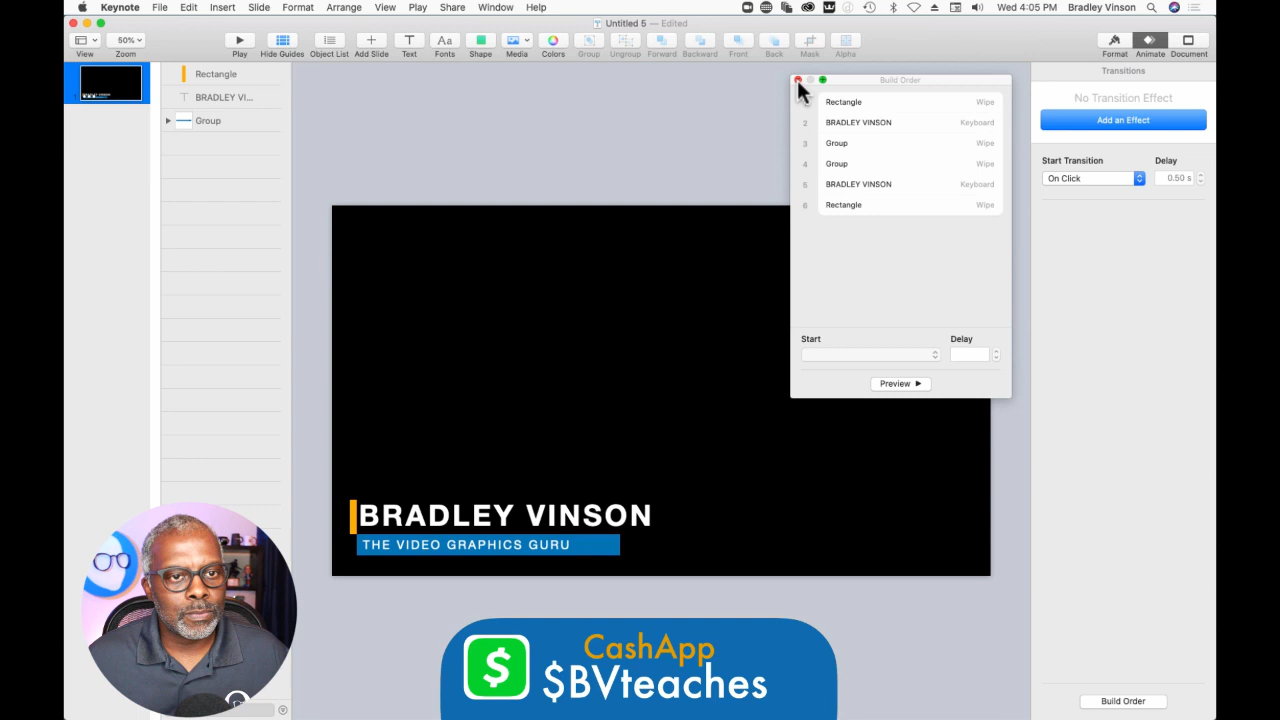 Keynote File Edit Insert Slide Format Arrange View Play Share Window Help Wed 4:05 PM Bradley Vinson
Untitled 5 — Edited
50%
View Zoom Play Hide Guides Object List Add Slide Text Fonts Shape Media Colors Group Ungroup Forward Backward Front Back Mask Alpha Format Animate Document
Rectangle
BRADLEY VI...
Group
Build Order
Rectangle Wipe
2 BRADLEY VINSON Keyboard
3 Group Wipe
4 Group Wipe
5 BRADLEY VINSON Keyboard
6 Rectangle Wipe
Start Delay
Preview
Transitions
No Transition Effect
Add an Effect
Start Transition Delay
On Click 0.50 s
Build Order
BRADLEY VINSON
THE VIDEO GRAPHICS GURU
$
CashApp
$BVteaches